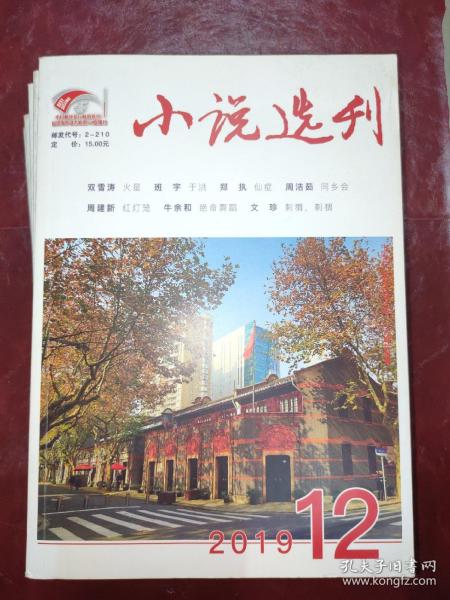 小说选刊
邮发代号：2-210
定 价：15.00元
双雪涛 火星 班 宇 于洪 郑 执 仙症 周洁茹 同乡会
周建新 红灯笼 牛余和 绝命舞蹈 文 珍 刺猬，刺猬
2019 12
孔夫子旧书网
www.kongfz.com